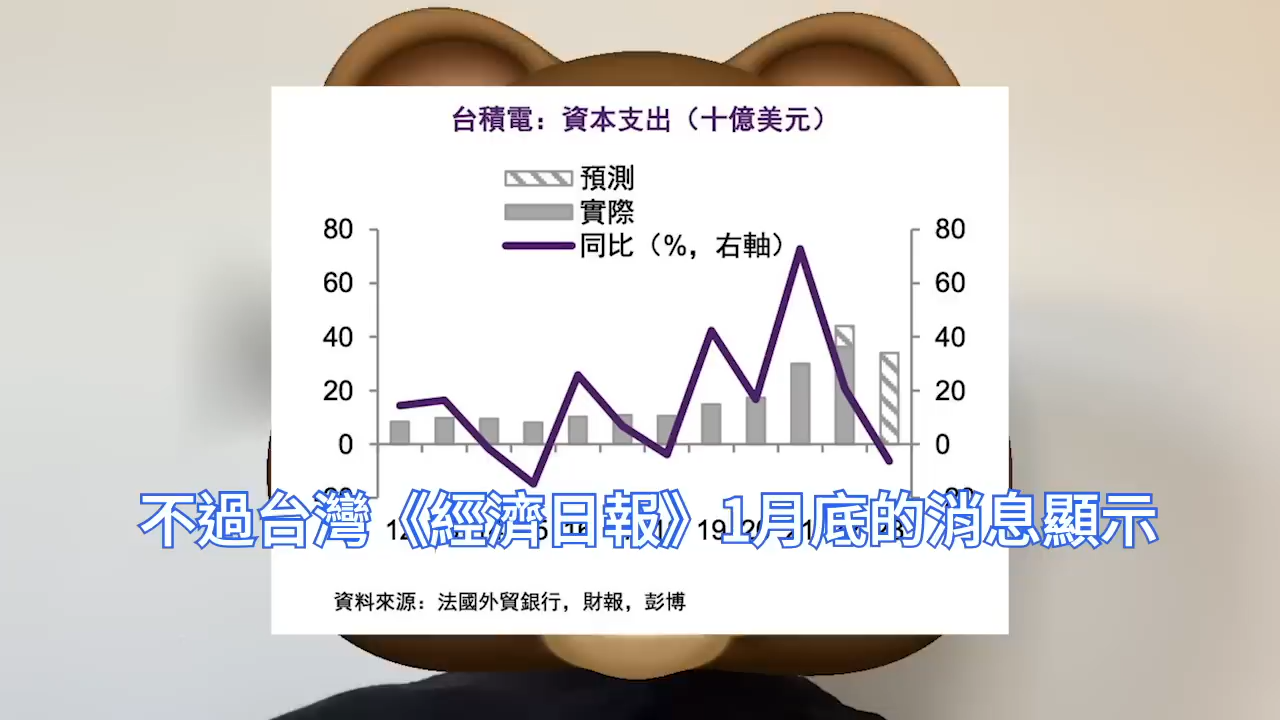 台積電：資本支出（十億美元）
預測
實際
同比（%，右軸）
80 80
60 60
40 40
20 20
0 0
不過台灣《經濟日報》1月底的消息顯示
資料來源：法國外貿銀行，財報，彭博